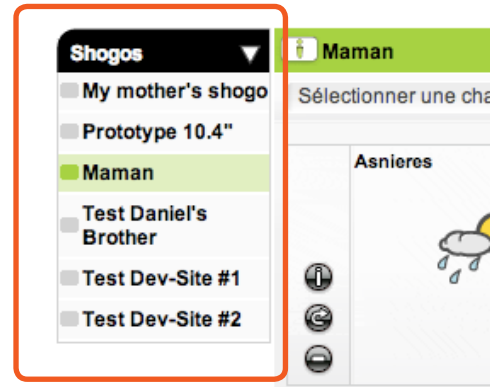 Shogos
My mother's shogo
Prototype 10.4"
Maman
Test Daniel's
Brother
Test Dev-Site #1
Test Dev-Site #2
Maman
Sélectionner une cha
Asnieres